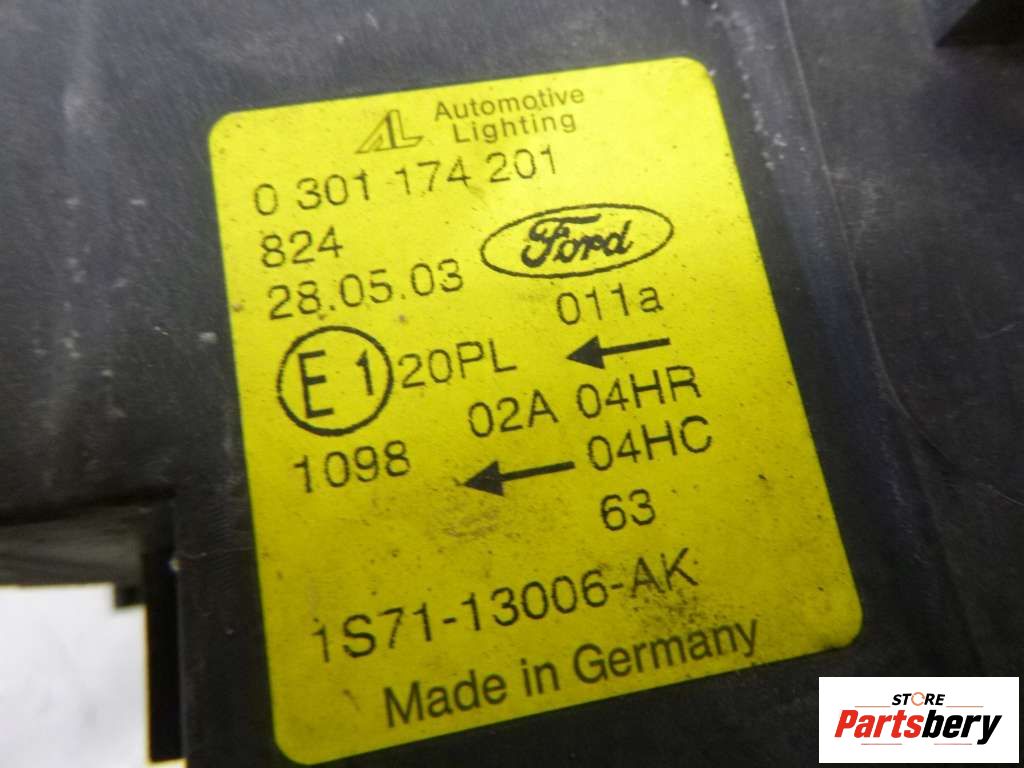 AL Automotive
Lighting
0 301 174 201
824
Ford
28.05.03
011a
E1 20PL
02A 04HR
1098
04HC
63
1S71-13006-AK
Made in Germany
STORE
Partsbery